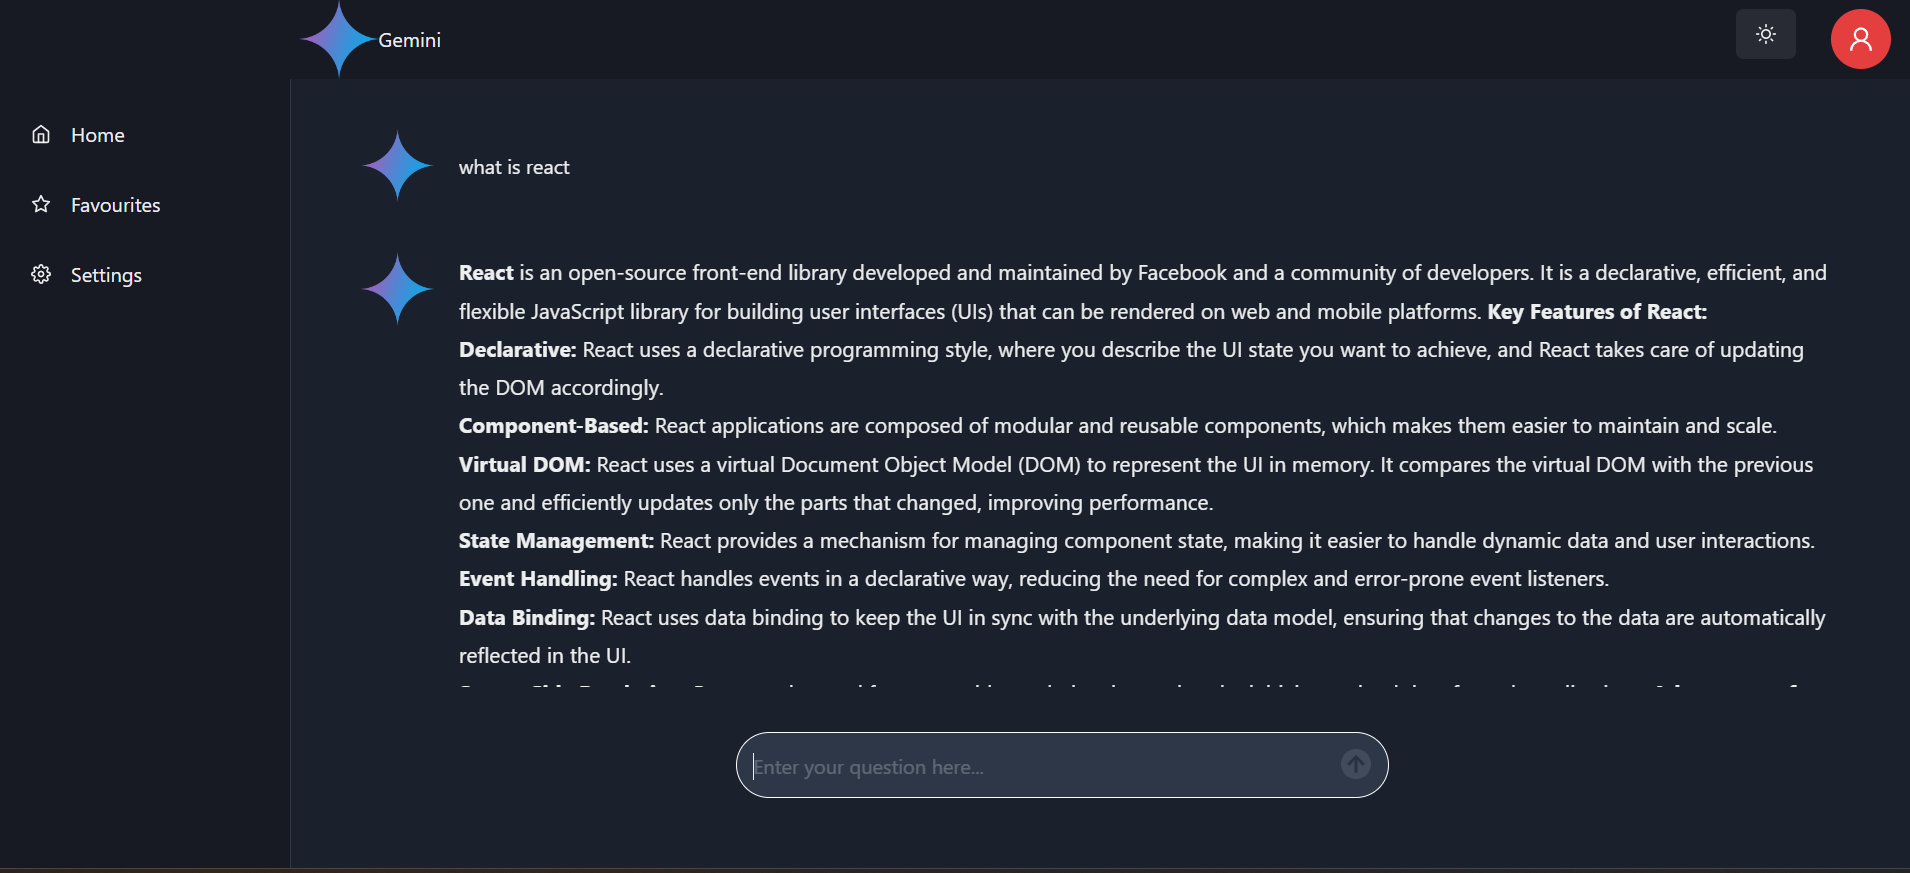 Gemini
Home
Favourites
Settings
what is react
React is an open-source front-end library developed and maintained by Facebook and a community of developers. It is a declarative, efficient, and
flexible JavaScript library for building user interfaces (UIs) that can be rendered on web and mobile platforms. Key Features of React:
Declarative: React uses a declarative programming style, where you describe the UI state you want to achieve, and React takes care of updating
the DOM accordingly.
Component-Based: React applications are composed of modular and reusable components, which makes them easier to maintain and scale.
Virtual DOM: React uses a virtual Document Object Model (DOM) to represent the UI in memory. It compares the virtual DOM with the previous
one and efficiently updates only the parts that changed, improving performance.
State Management: React provides a mechanism for managing component state, making it easier to handle dynamic data and user interactions.
Event Handling: React handles events in a declarative way, reducing the need for complex and error-prone event listeners.
Data Binding: React uses data binding to keep the UI in sync with the underlying data model, ensuring that changes to the data are automatically
reflected in the UI.
Enter your question here...